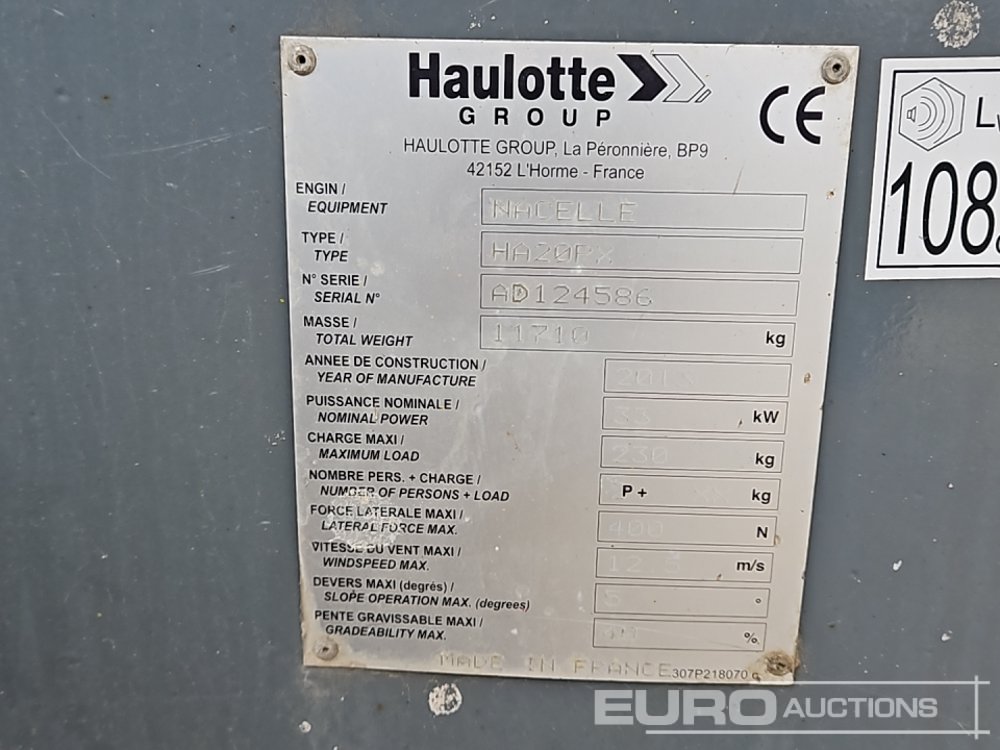 Haulotte
GROUP
CE
HAULOTTE GROUP, La Péronnière, BP9
42152 L'Horme - France
ENGIN /
EQUIPMENT
NACELLE
TYPE /
TYPE
HA20PX
N° SERIE /
SERIAL N°
AD124586
MASSE /
TOTAL WEIGHT
11710 kg
ANNEE DE CONSTRUCTION /
YEAR OF MANUFACTURE
PUISSANCE NOMINALE /
NOMINAL POWER
33 kW
CHARGE MAXI /
MAXIMUM LOAD
230 kg
NOMBRE PERS. + CHARGE /
NUMBER OF PERSONS + LOAD
P + kg
FORCE LATERALE MAXI /
LATERAL FORCE MAX.
400 N
VITESSE DU VENT MAXI /
WINDSPEED MAX.
12.5 m/s
DEVERS MAXI (degrés) /
SLOPE OPERATION MAX. (degrees)
5 °
PENTE GRAVISSABLE MAXI /
GRADEABILITY MAX.
%
MADE IN FRANCE
307P218070 c
108
EURO AUCTIONS